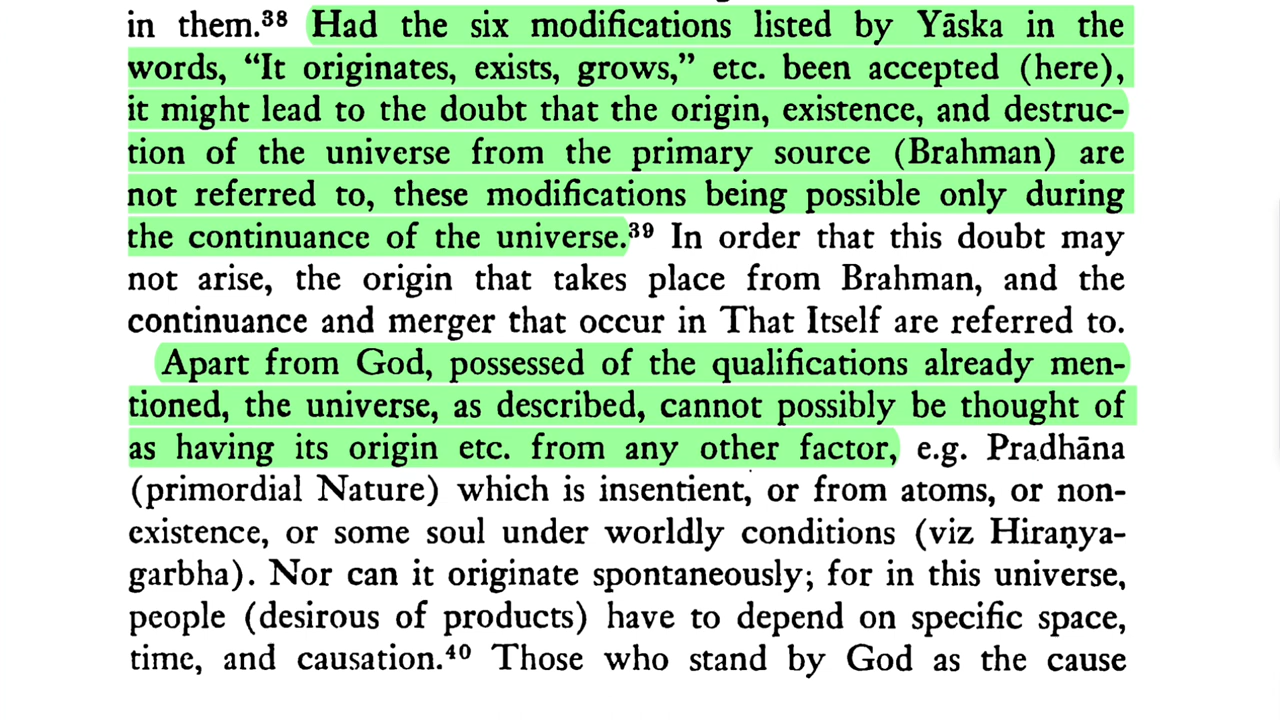 in them.³⁸ Had the six modifications listed by Yāska in the
words, “It originates, exists, grows,” etc. been accepted (here),
it might lead to the doubt that the origin, existence, and destruc-
tion of the universe from the primary source (Brahman) are
not referred to, these modifications being possible only during
the continuance of the universe.³⁹ In order that this doubt may
not arise, the origin that takes place from Brahman, and the
continuance and merger that occur in That Itself are referred to.
Apart from God, possessed of the qualifications already men-
tioned, the universe, as described, cannot possibly be thought of
as having its origin etc. from any other factor, e.g. Pradhāna
(primordial Nature) which is insentient, or from atoms, or non-
existence, or some soul under worldly conditions (viz Hiraṇya-
garbha). Nor can it originate spontaneously; for in this universe,
people (desirous of products) have to depend on specific space,
time, and causation.⁴⁰ Those who stand by God as the cause